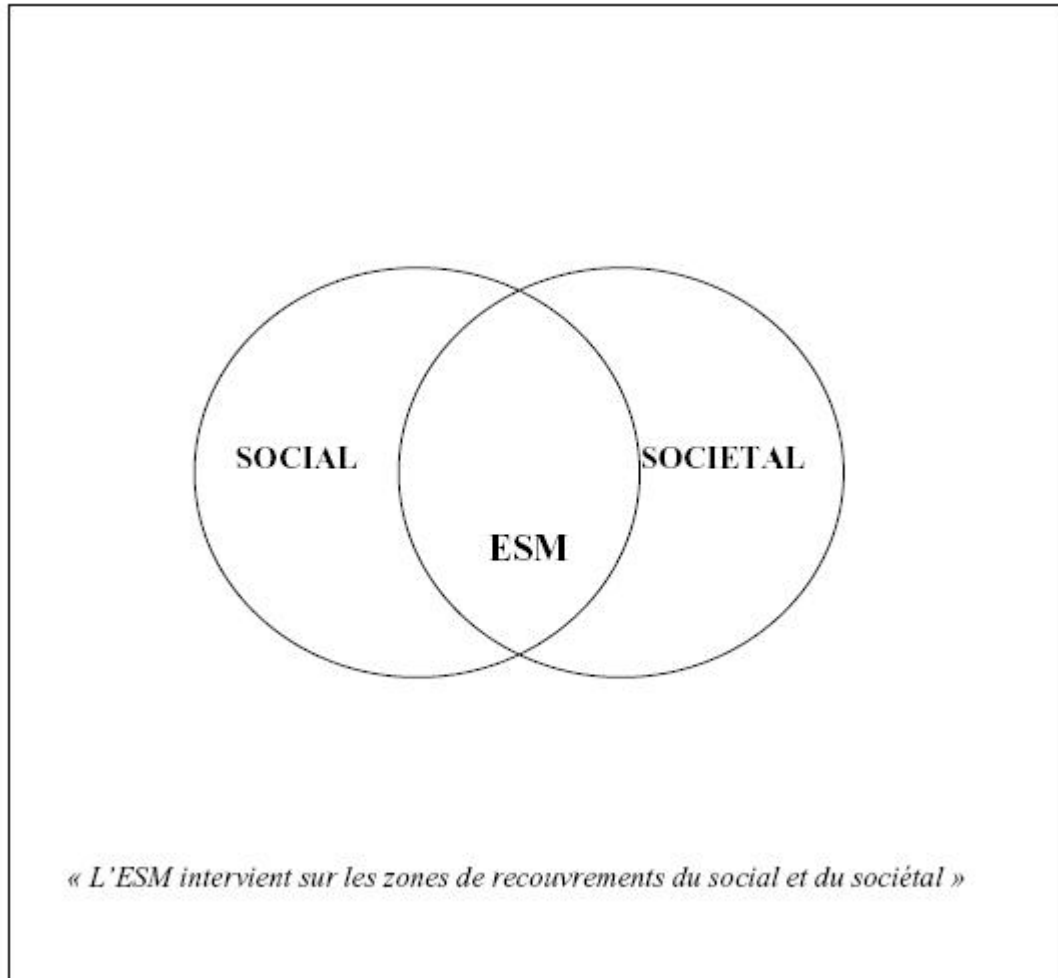 SOCIAL
SOCIETAL
ESM
« L’ESM intervient sur les zones de recouvrements du social et du sociétal »